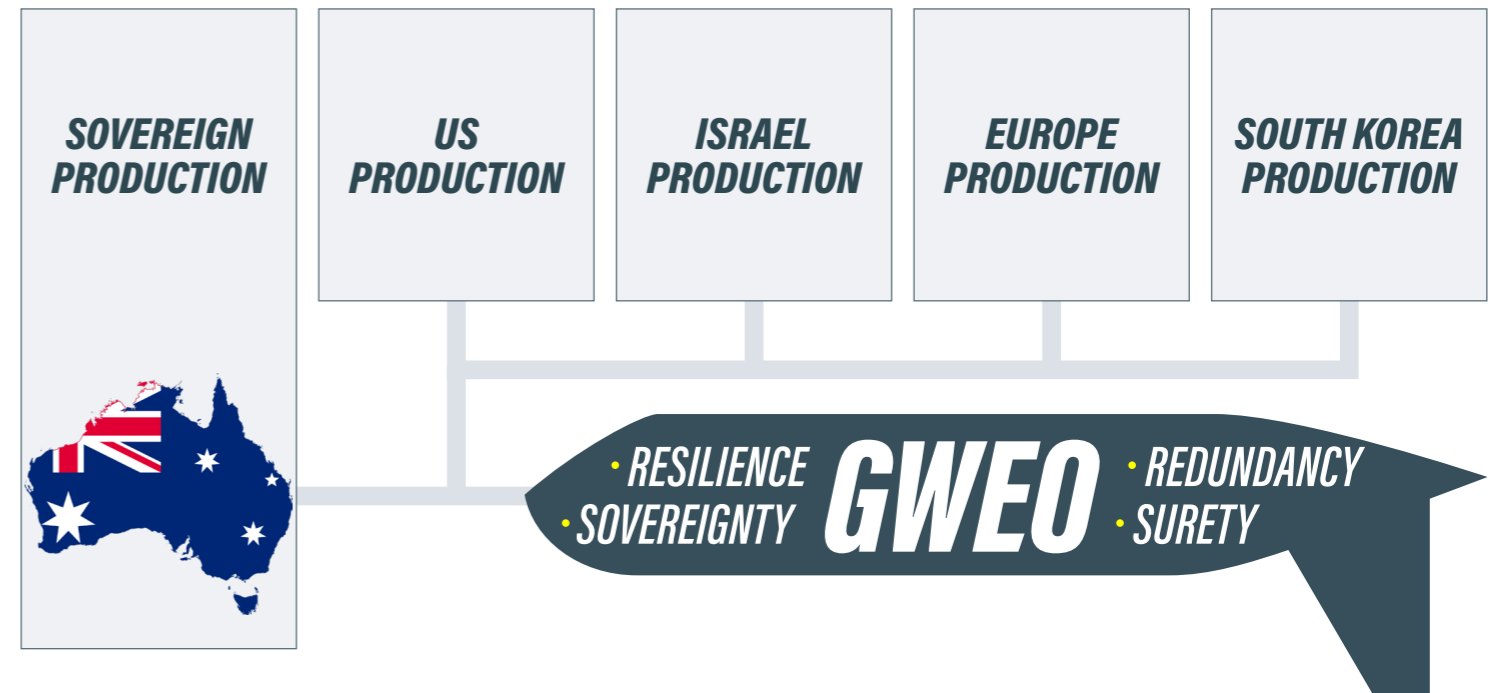 SOVEREIGN
PRODUCTION
US
PRODUCTION
ISRAEL
PRODUCTION
EUROPE
PRODUCTION
SOUTH KOREA
PRODUCTION
• RESILIENCE
• SOVEREIGNTY
GWEO
• REDUNDANCY
• SURETY